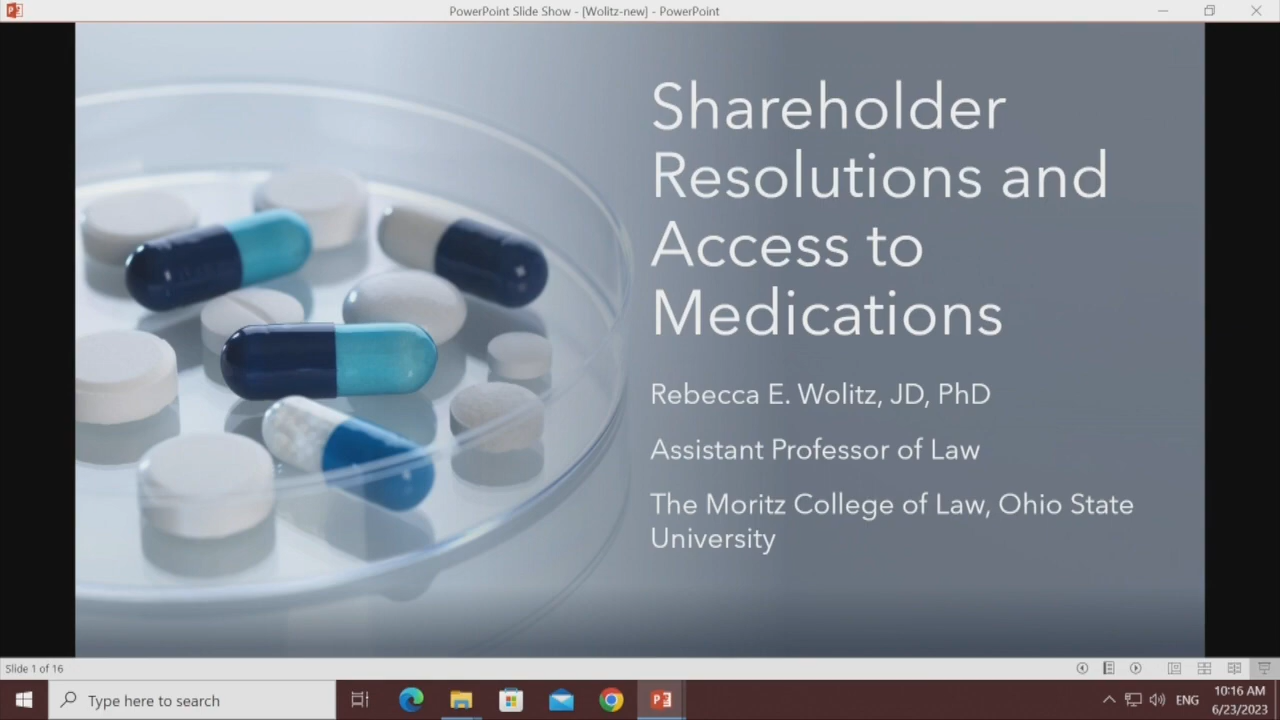 PowerPoint Slide Show - [Wolitz-new] - PowerPoint
Shareholder
Resolutions and
Access to
Medications
Rebecca E. Wolitz, JD, PhD
Assistant Professor of Law
The Moritz College of Law, Ohio State
University
Slide 1 of 16
Type here to search
ENG
10:16 AM
6/23/2023